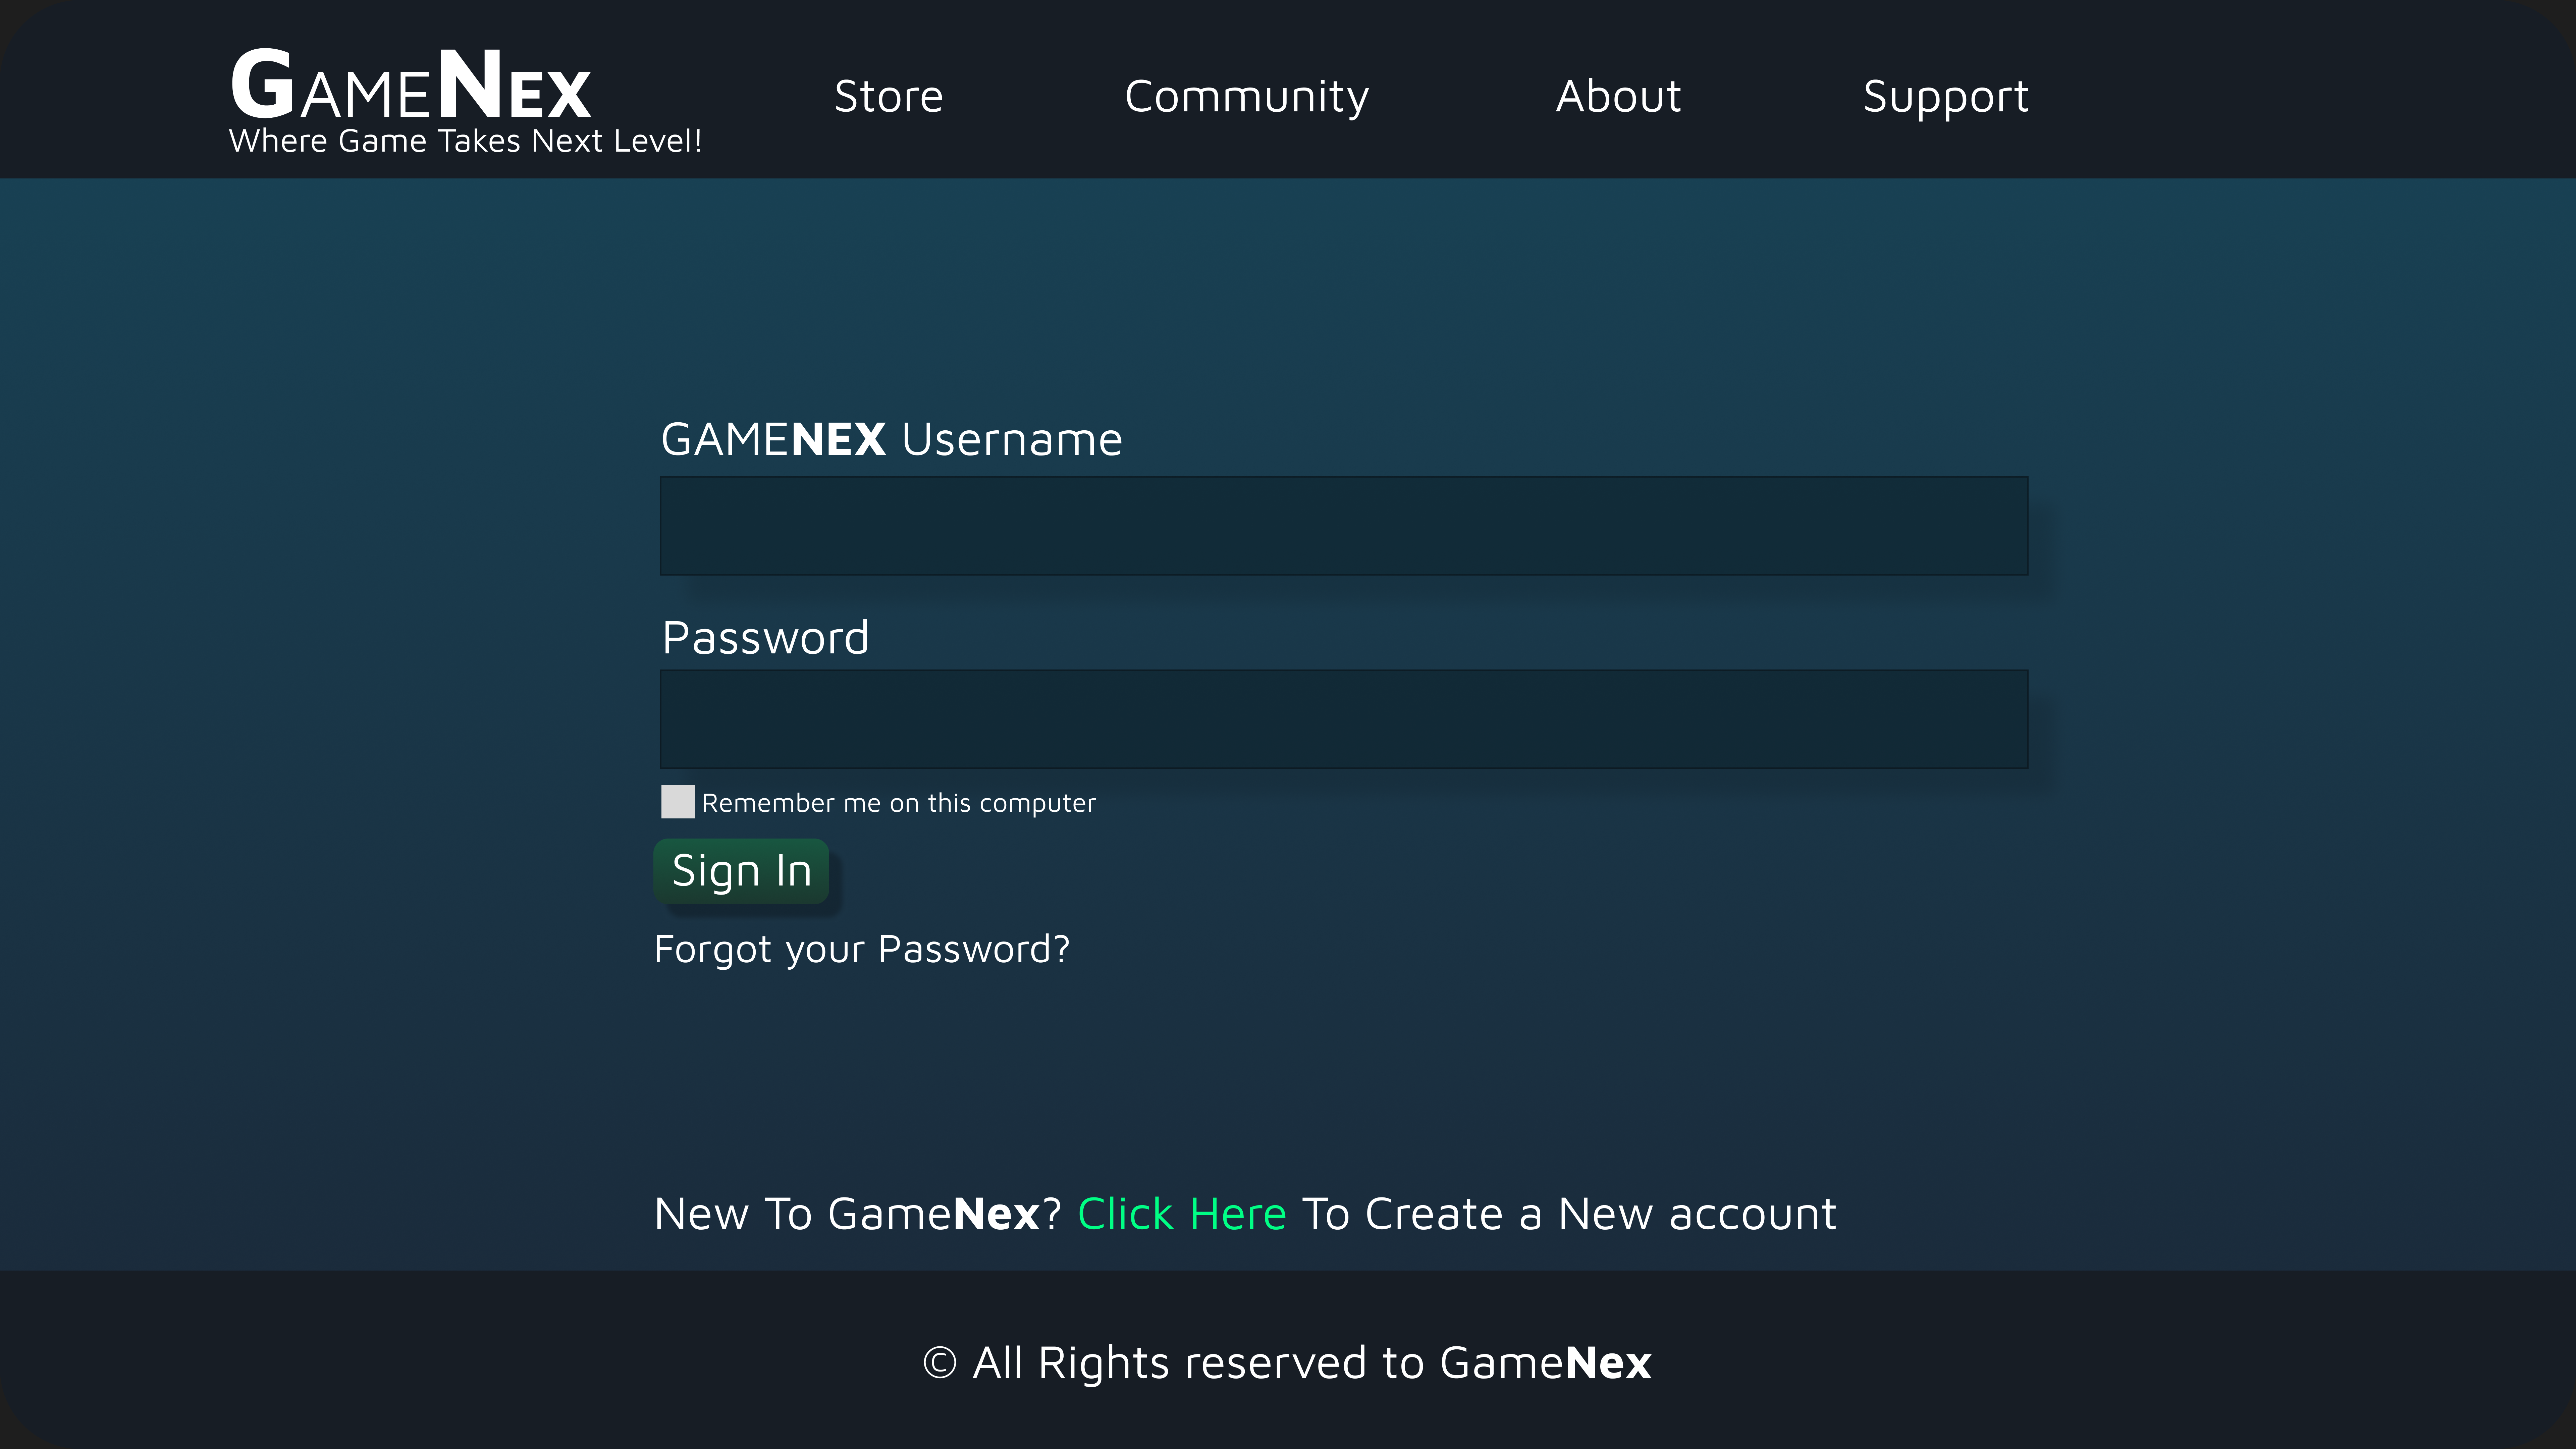 GAMENEX
Where Game Takes Next Level!
Store
Community
About
Support
GAMENEX Username
Password
Remember me on this computer
Sign In
Forgot your Password?
New To GameNex? Click Here To Create a New account
© All Rights reserved to GameNex